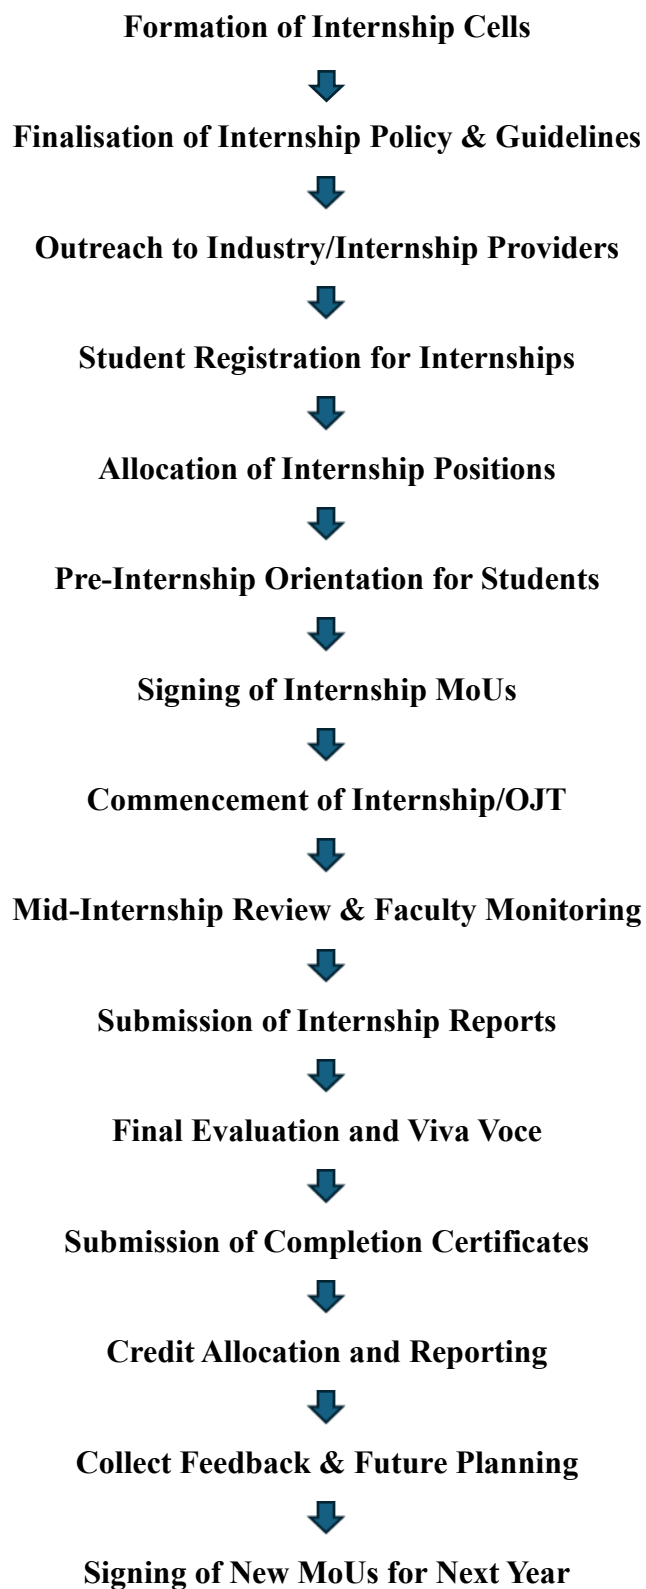 Formation of Internship Cells
Finalisation of Internship Policy & Guidelines
Outreach to Industry/Internship Providers
Student Registration for Internships
Allocation of Internship Positions
Pre-Internship Orientation for Students
Signing of Internship MoUs
Commencement of Internship/OJT
Mid-Internship Review & Faculty Monitoring
Submission of Internship Reports
Final Evaluation and Viva Voce
Submission of Completion Certificates
Credit Allocation and Reporting
Collect Feedback & Future Planning
Signing of New MoUs for Next Year